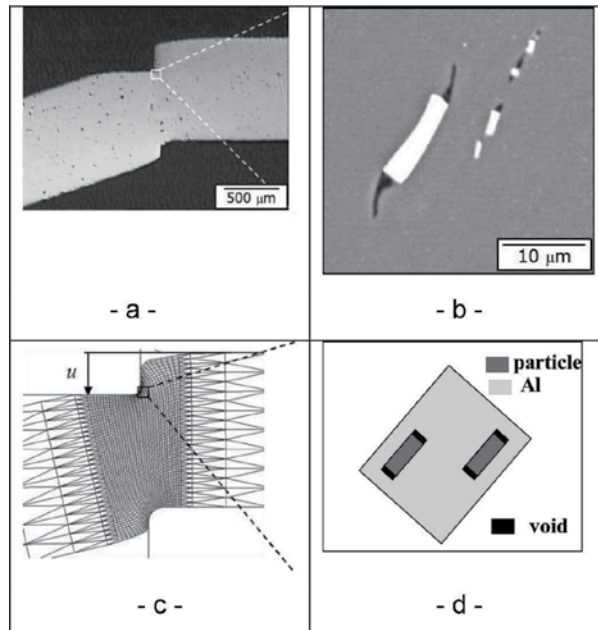 500 μm
10 μm
- a -
- b -
u
particle
Al
void
- c -
- d -